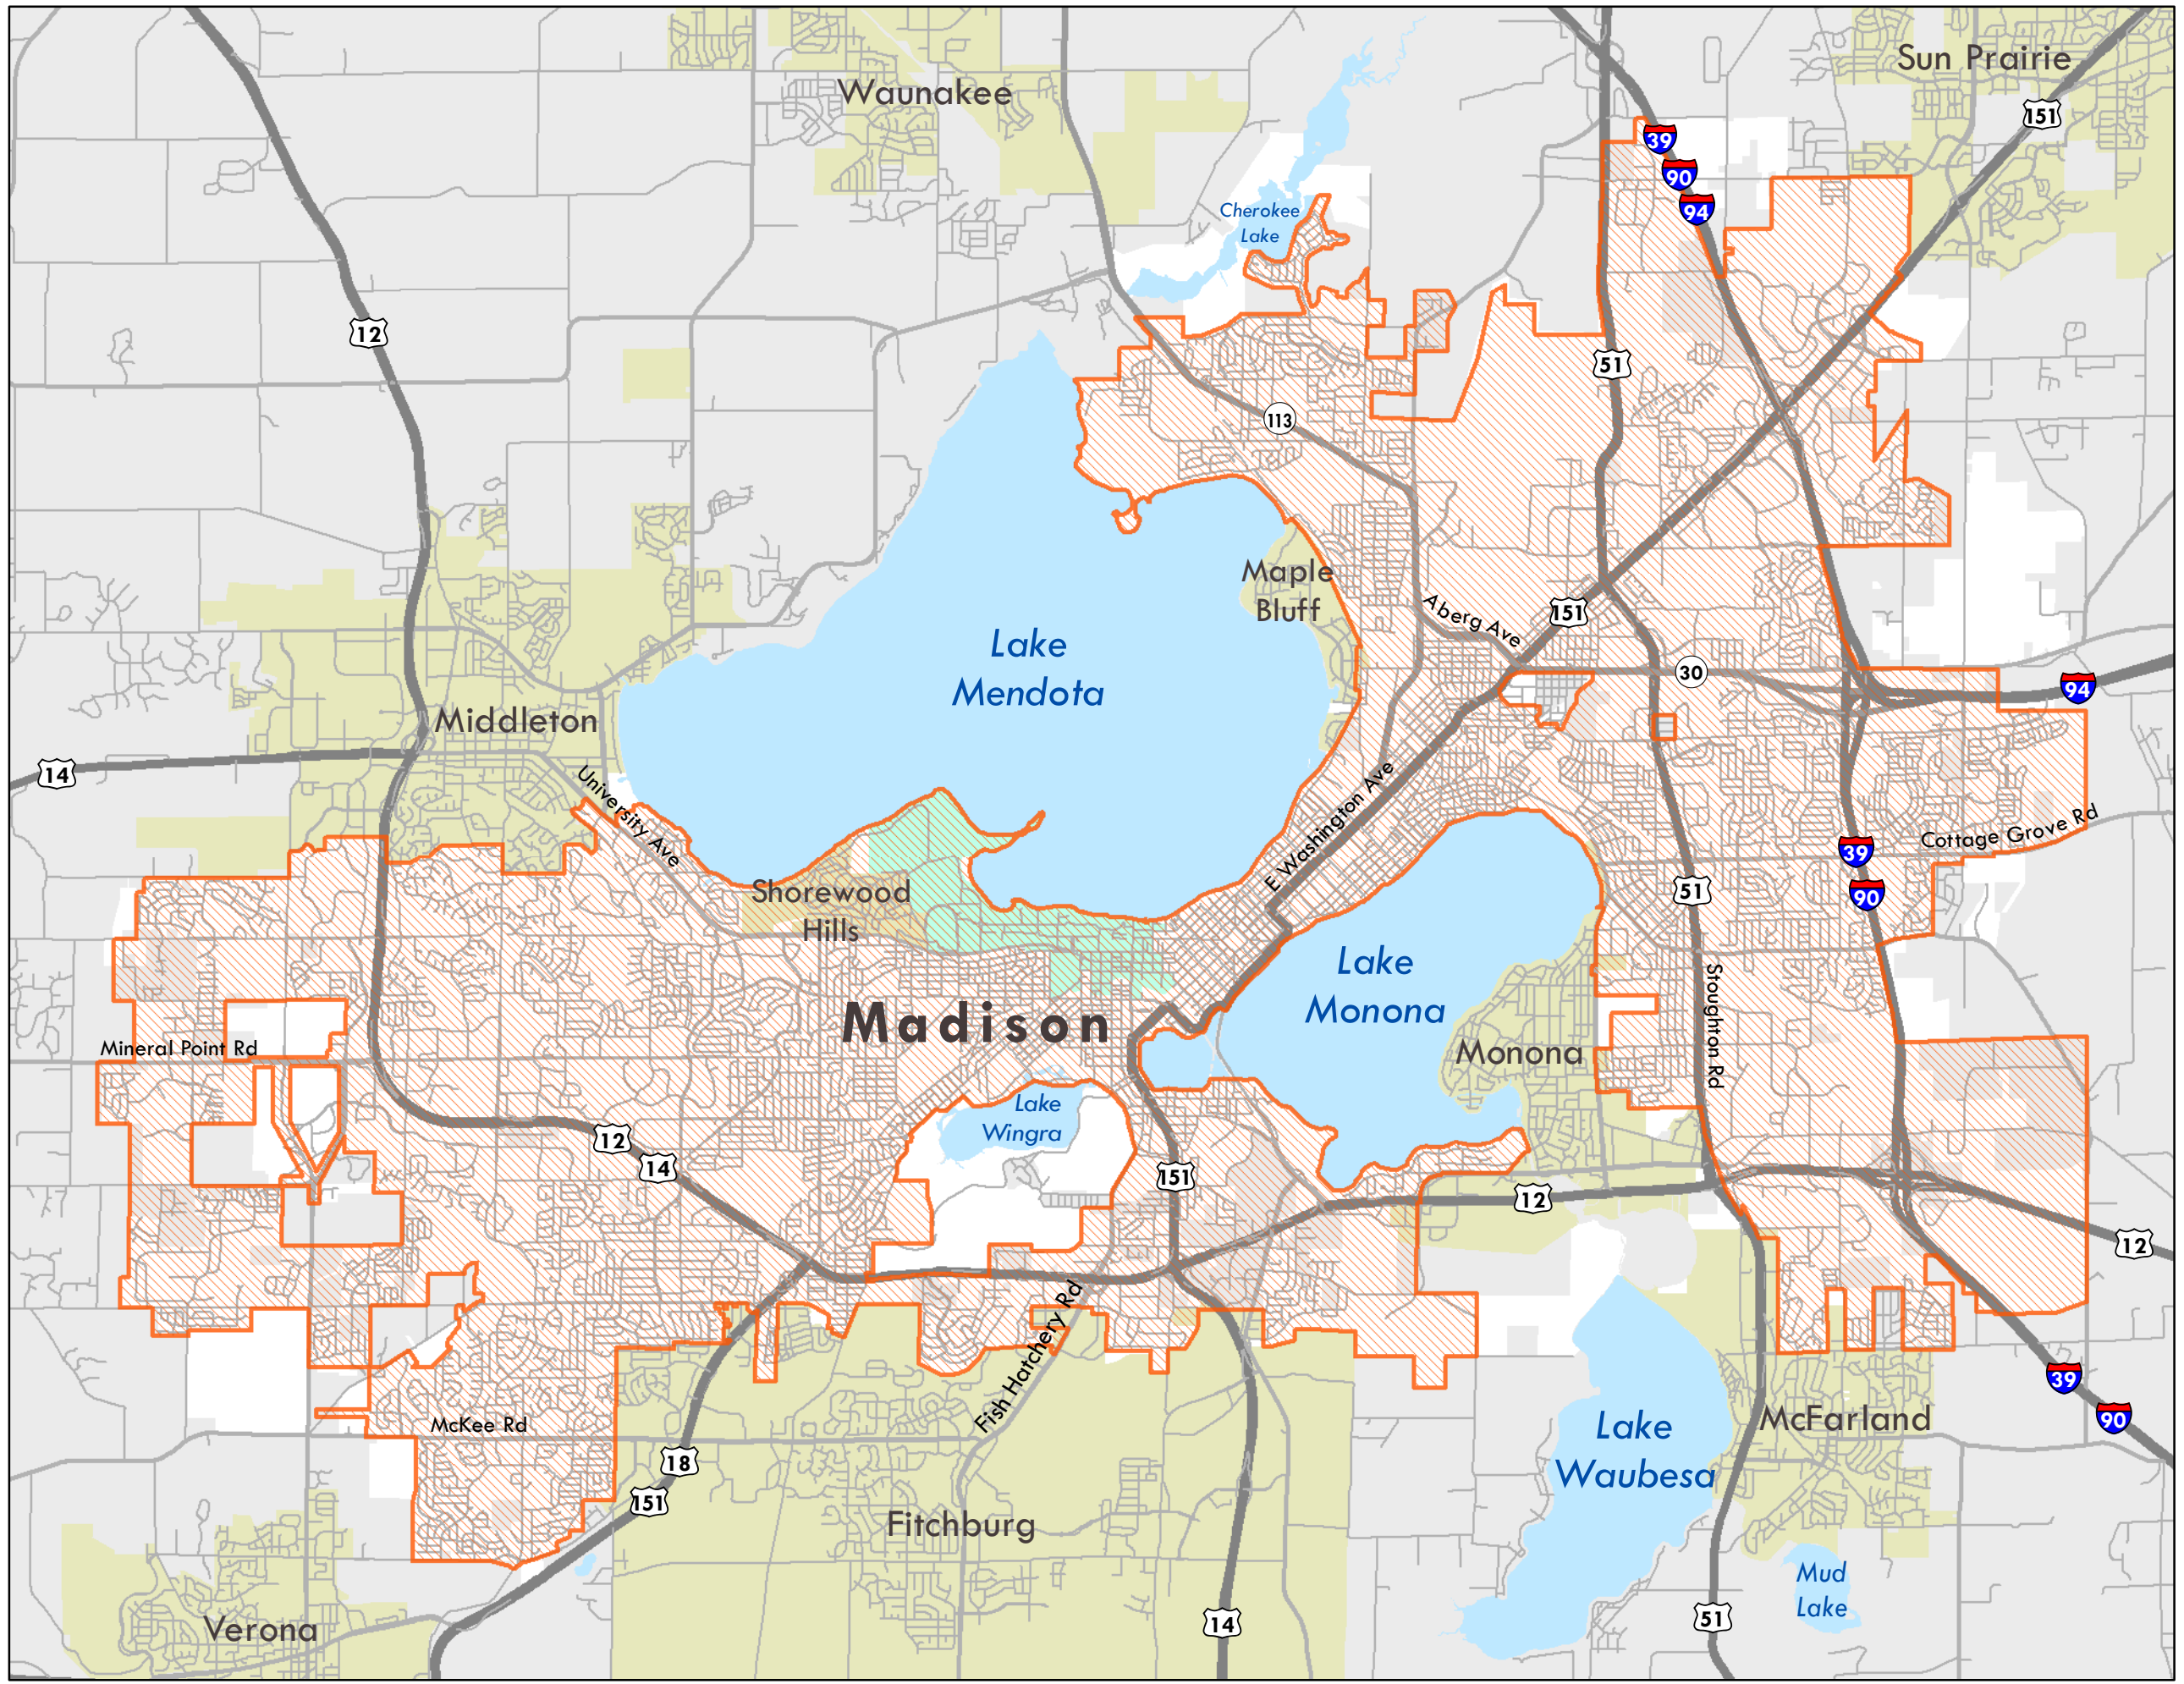 Sun Prairie
Waunakee
151
39
90
94
Cherokee
Lake
12
51
113
Maple
Bluff
Aberg Ave
151
Lake
Mendota
30
94
Middleton
14
University Ave
E Washington Ave
Cottage Grove Rd
39
90
51
Shorewood
Hills
Lake
Monona
Stoughton Rd
Madison
Mineral Point Rd
Monona
Lake
Wingra
12
14
151
12
12
Fish Hatchery Rd
39
90
McKee Rd
McFarland
Lake
Waubesa
18
151
Fitchburg
Mud
Lake
Verona
14
51